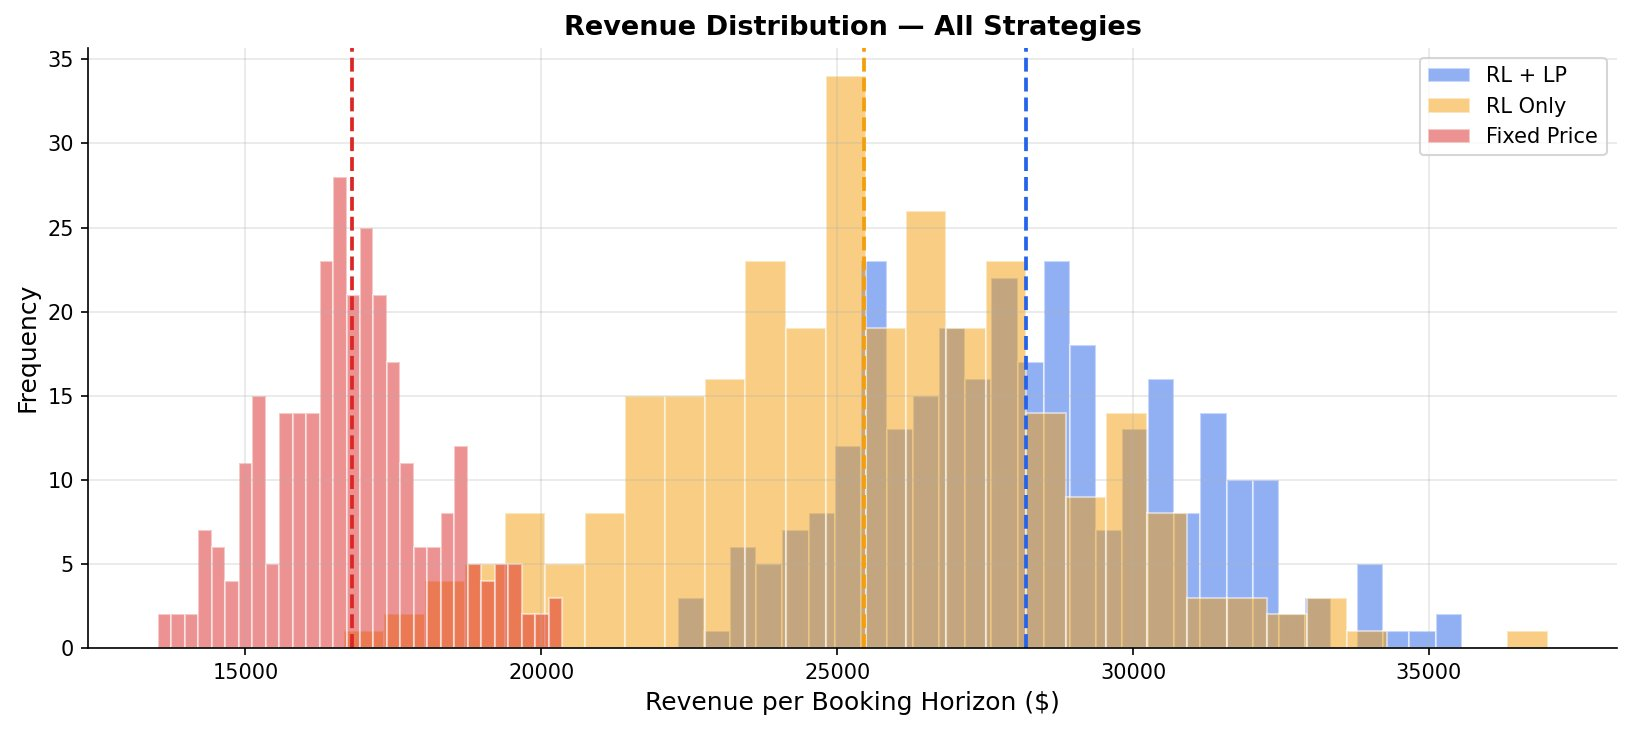 Revenue Distribution — All Strategies
35
30
25
20
15
10
5
0
Frequency
RL + LP
RL Only
Fixed Price
15000 20000 25000 30000 35000
Revenue per Booking Horizon ($)